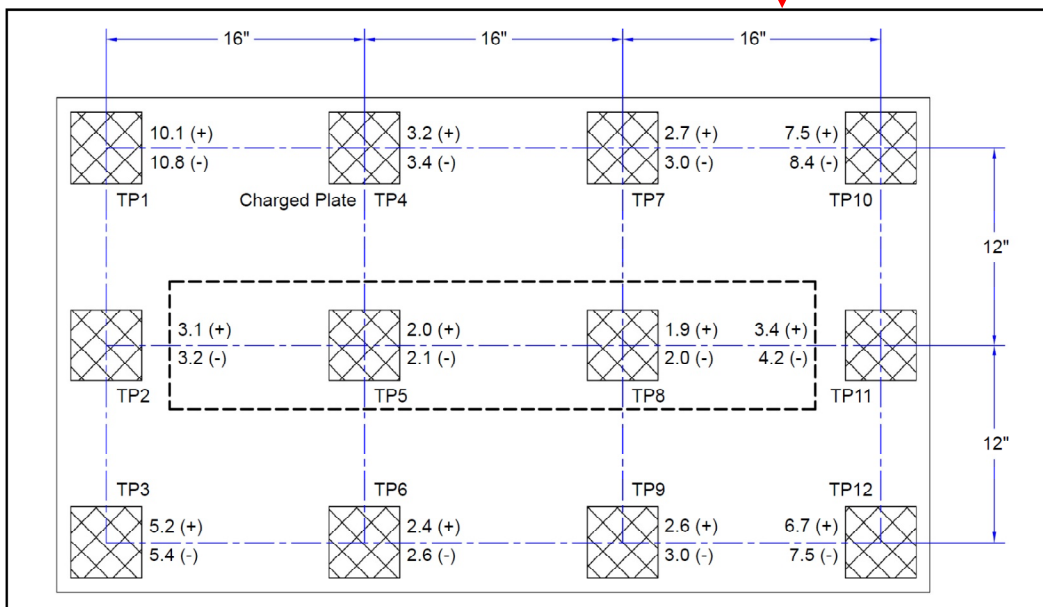 16" 16" 16"
10.1 (+) 3.2 (+) 2.7 (+) 7.5 (+)
10.8 (-) 3.4 (-) 3.0 (-) 8.4 (-)
TP1 Charged Plate TP4 TP7 TP10
12"
3.1 (+) 2.0 (+) 1.9 (+) 3.4 (+)
3.2 (-) 2.1 (-) 2.0 (-) 4.2 (-)
TP2 TP5 TP8 TP11
12"
TP3 TP6 TP9 TP12
5.2 (+) 2.4 (+) 2.6 (+) 6.7 (+)
5.4 (-) 2.6 (-) 3.0 (-) 7.5 (-)